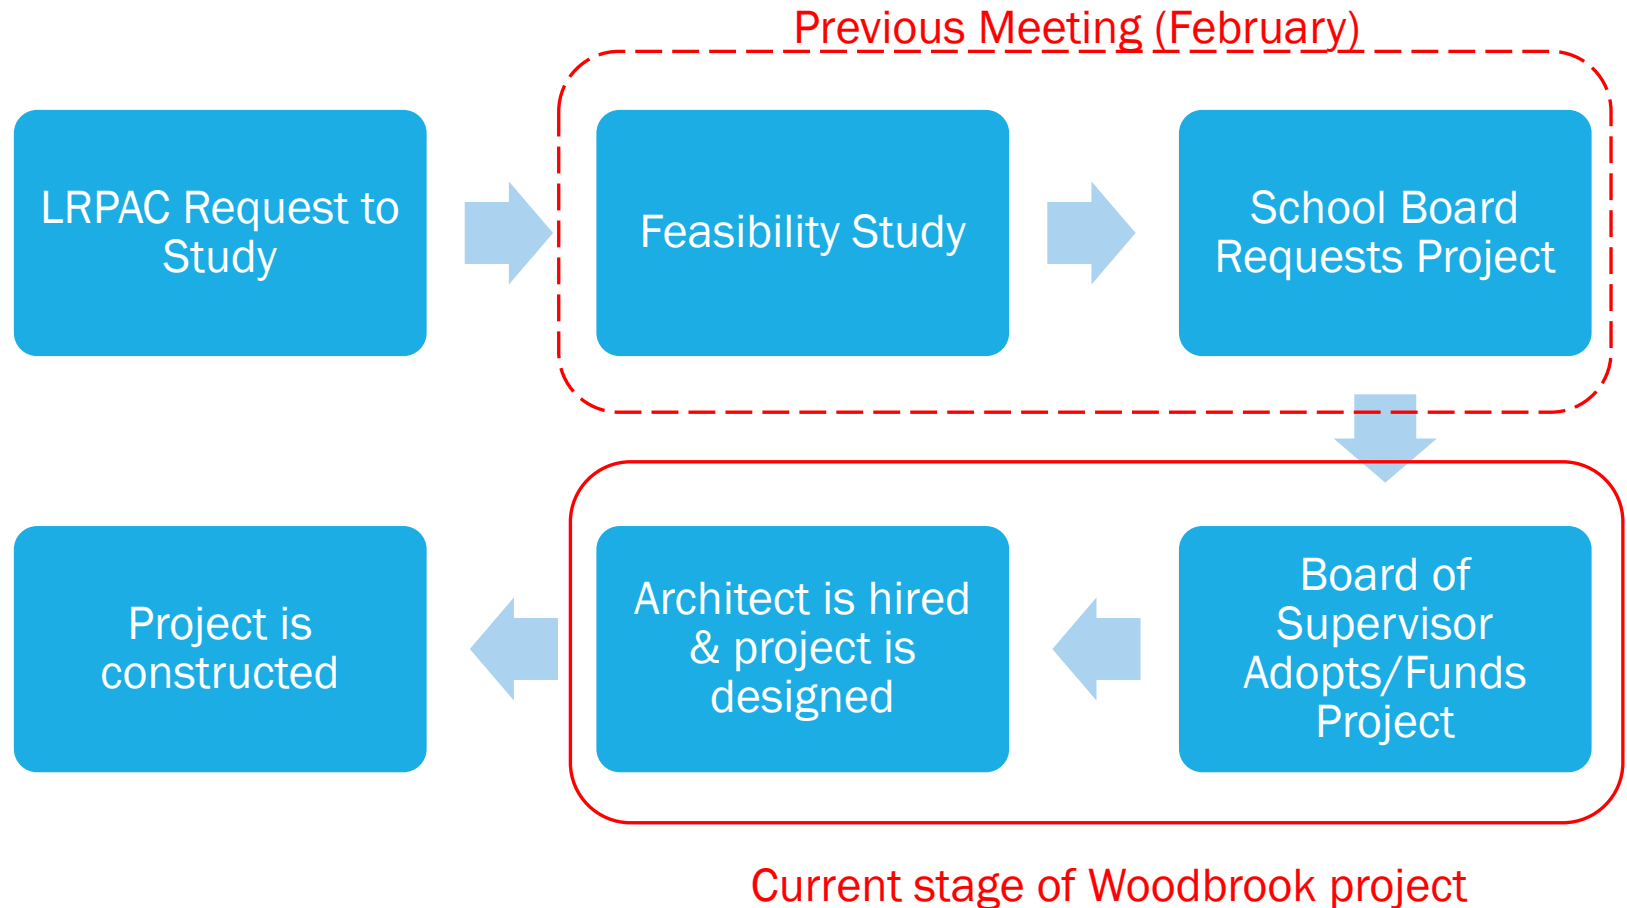 Previous Meeting (February)
LRPAC Request to
Study
Feasibility Study
School Board
Requests Project
Board of
Supervisor
Adopts/Funds
Project
Architect is hired
& project is
designed
Project is
constructed
Current stage of Woodbrook project